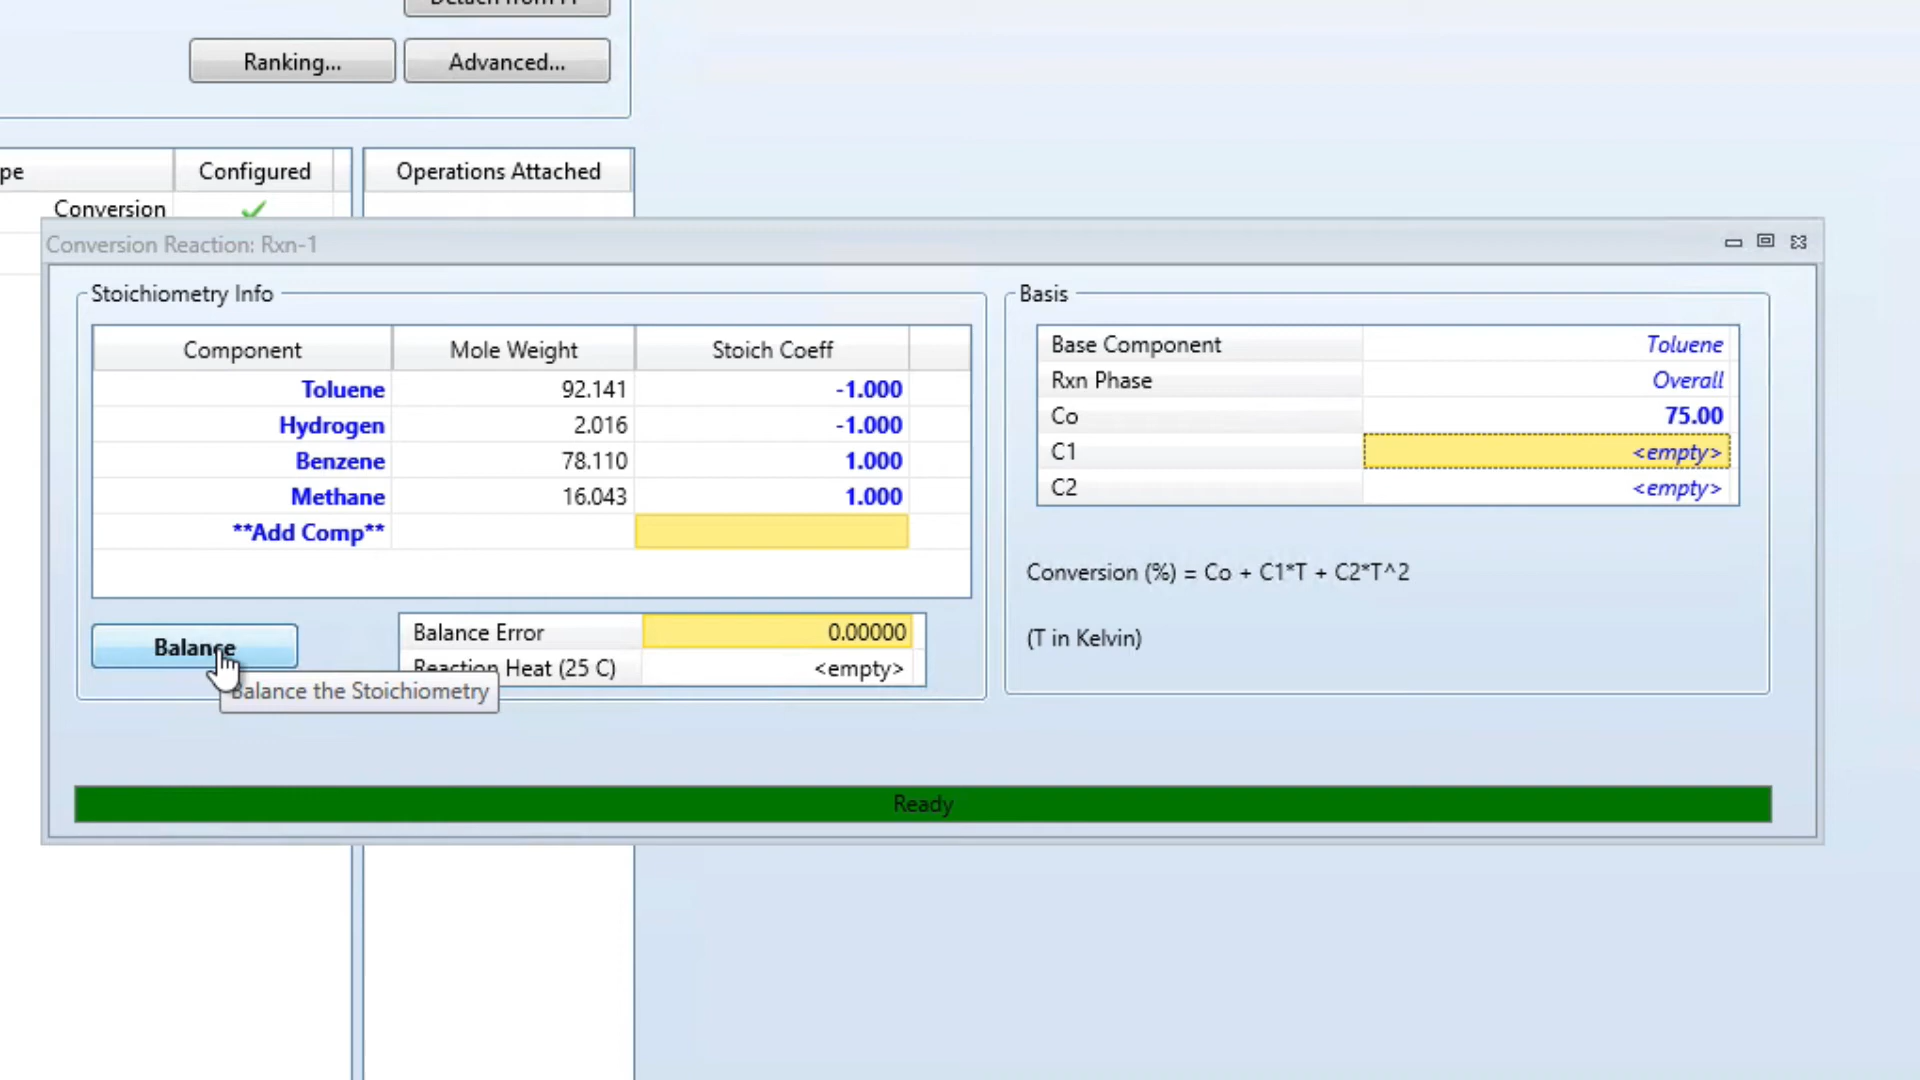 Detach from FP
Ranking...
Advanced...
pe
Configured
Operations Attached
Conversion
Conversion Reaction: Rxn-1
Stoichiometry Info
Component
Mole Weight
Stoich Coeff
Toluene
92.141
-1.000
Hydrogen
2.016
-1.000
Benzene
78.110
1.000
Methane
16.043
1.000
**Add Comp**
Balance
Balance Error
0.00000
Reaction Heat (25 C)
<empty>
Balance the Stoichiometry
Basis
Base Component
Toluene
Rxn Phase
Overall
Co
75.00
C1
<empty>
C2
<empty>
Conversion (%) = Co + C1*T + C2*T^2
(T in Kelvin)
Ready